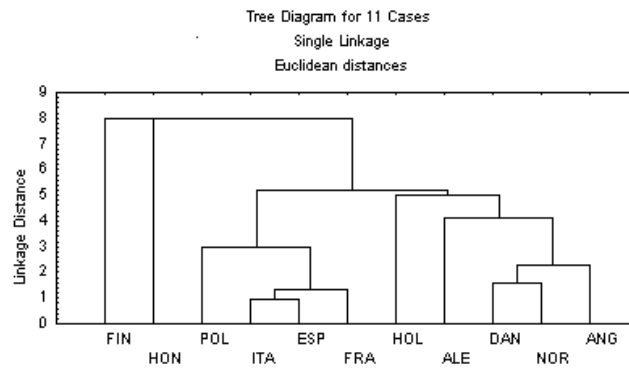 Tree Diagram for 11 Cases
Single Linkage
Euclidean distances
9
8
7
6
5
4
3
2
1
0
Linkage Distance
FIN POL ESP HOL DAN ANG
HON ITA FRA ALE NOR